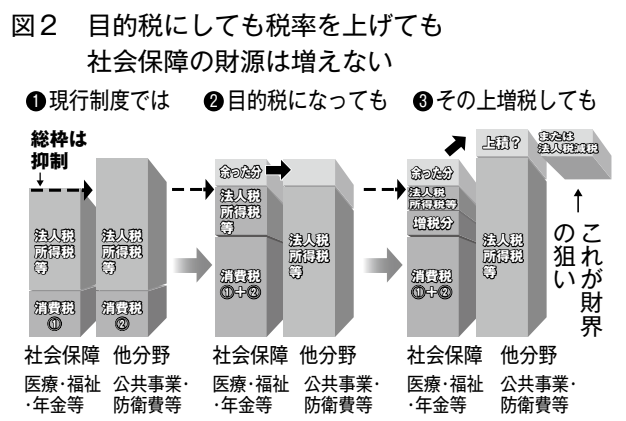 図2 目的税にしても税率を上げても
社会保障の財源は増えない
❶現行制度では
❷目的税になっても
❸その上増税しても
総枠は
抑制
法人税
所得税
等
消費税
①
法人税
所得税
等
消費税
②
社会保障
医療・福祉
・年金等
他分野
公共事業・
防衛費等
余った分
法人税
所得税
等
消費税
①+②
法人税
所得税
等
社会保障
医療・福祉
・年金等
他分野
公共事業・
防衛費等
余った分
法人税
所得税等
増税分
消費税
①+②
上積?
または
法人税減税
法人税
所得税
等
これが財界
の狙い
社会保障
医療・福祉
・年金等
他分野
公共事業・
防衛費等